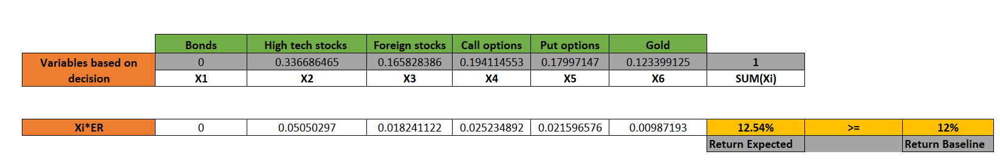 Bonds High tech stocks Foreign stocks Call options Put options Gold
Variables based on decision 0 0.336686465 0.165828386 0.194114553 0.17997147 0.123399125 1
X1 X2 X3 X4 X5 X6 SUM(Xi)
Xi*ER 0 0.05050297 0.018241122 0.025234892 0.021596576 0.00987193 12.54% >= 12%
Return Expected Return Baseline